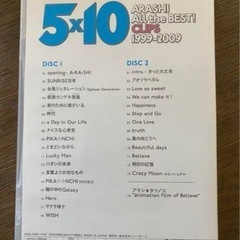 5×10
ARASHI
All the BEST!
CLIPS
1999-2009
DISC 1
opening- A・RA・SHI
SUNRISE日本
台風ジェネレーション -Typhoon Generation-
感謝カンゲキ雨嵐
君のために僕がいる
時代
a Day in Our Life
ナイスな心意気
PIKA☆NCHI
とまどいながら
Lucky Man
ハダシの未来
言葉より大切なもの
PIKA★★NCHI DOUBLE
瞳の中のGalaxy
Hero
サクラ咲ケ
WISH
DISC 2
intro.- きっと大丈夫
アオゾラペダル
Love so sweet
We can make it!
Happiness
Step and Go
One Love
truth
風の向こうへ
Beautiful days
Believe
明日の記憶
Crazy Moon
アラシ★タツノコ
"Animation film of Believe"